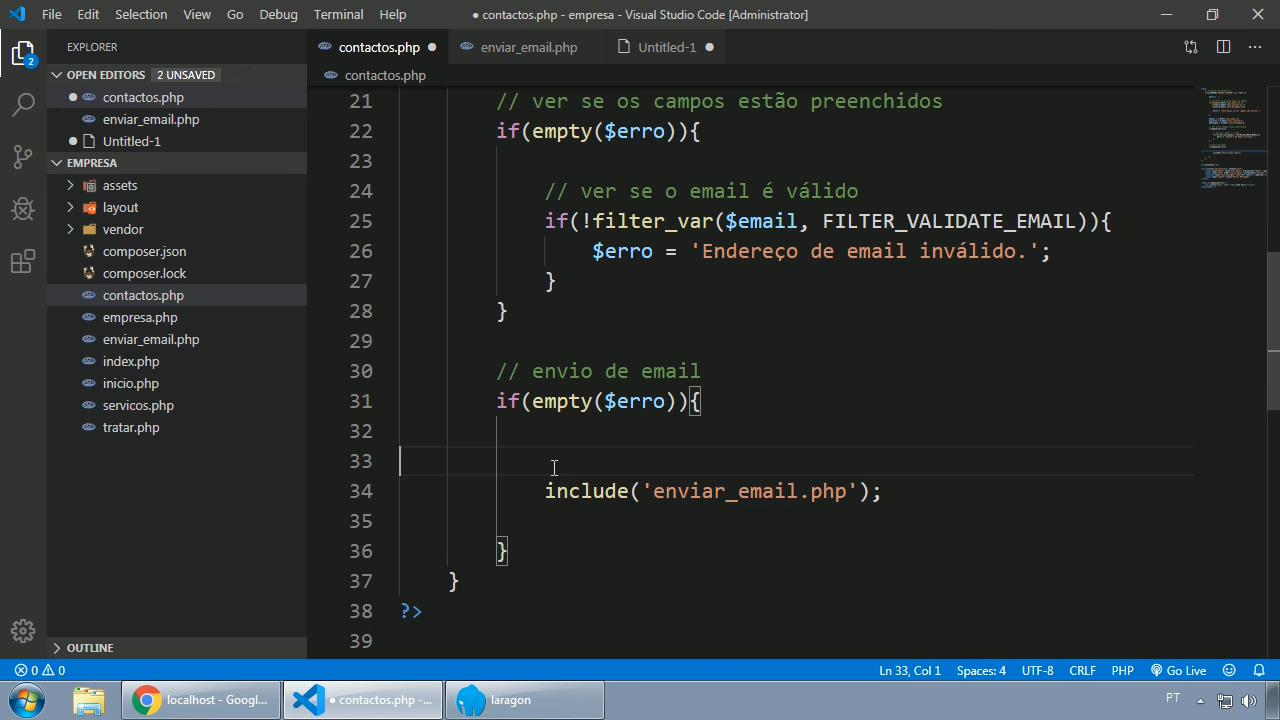 File Edit Selection View Go Debug Terminal Help
● contactos.php - empresa - Visual Studio Code [Administrator]
EXPLORER
OPEN EDITORS 2 UNSAVED
contactos.php
enviar_email.php
Untitled-1
EMPRESA
assets
layout
vendor
composer.json
composer.lock
contactos.php
empresa.php
enviar_email.php
index.php
inicio.php
servicos.php
tratar.php
OUTLINE
2
contactos.php ● enviar_email.php Untitled-1 ●
contactos.php
21 // ver se os campos estão preenchidos
22 if(empty($erro)){
23
24 // ver se o email é válido
25 if(!filter_var($email, FILTER_VALIDATE_EMAIL)){
26 $erro = 'Endereço de email inválido.';
27 }
28 }
29
30 // envio de email
31 if(empty($erro)){
32
33
34 include('enviar_email.php');
35
36 }
37 }
38 ?>
39
0 0 Ln 33, Col 1 Spaces: 4 UTF-8 CRLF PHP Go Live
localhost - Googl... ● contactos.php -... laragon PT